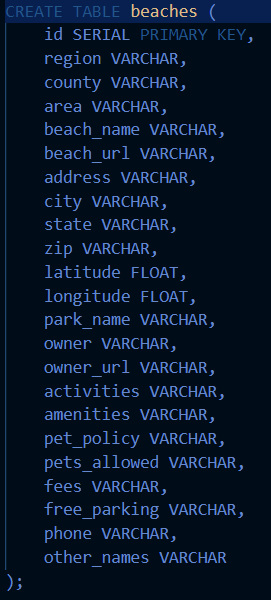 CREATE TABLE beaches (
id SERIAL PRIMARY KEY,
region VARCHAR,
county VARCHAR,
area VARCHAR,
beach_name VARCHAR,
beach_url VARCHAR,
address VARCHAR,
city VARCHAR,
state VARCHAR,
zip VARCHAR,
latitude FLOAT,
longitude FLOAT,
park_name VARCHAR,
owner VARCHAR,
owner_url VARCHAR,
activities VARCHAR,
amenities VARCHAR,
pet_policy VARCHAR,
pets_allowed VARCHAR,
fees VARCHAR,
free_parking VARCHAR,
phone VARCHAR,
other_names VARCHAR
);